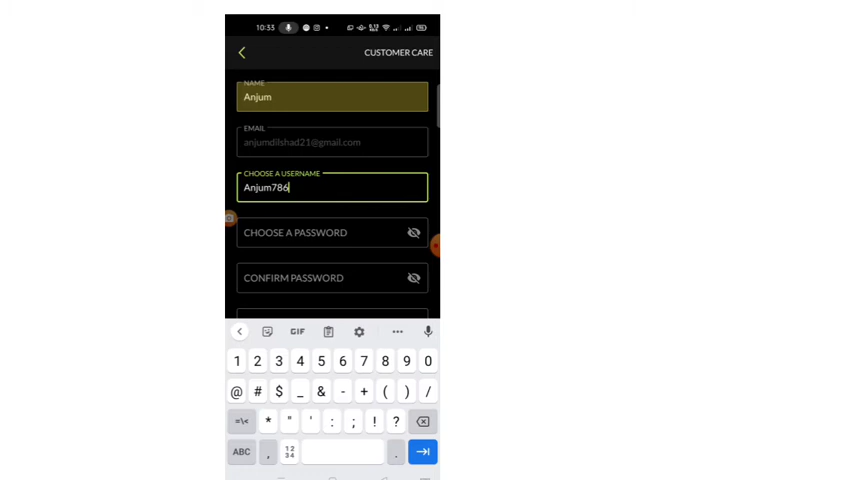 10:33
CUSTOMER CARE
NAME
Anjum
EMAIL
anjumdilshad21@gmail.com
CHOOSE A USERNAME
Anjum786
CHOOSE A PASSWORD
CONFIRM PASSWORD
GIF
1 2 3 4 5 6 7 8 9 0
@ # $ _ & - + ( ) /
=\< * " ' : ; ! ?
ABC , 12 34 .